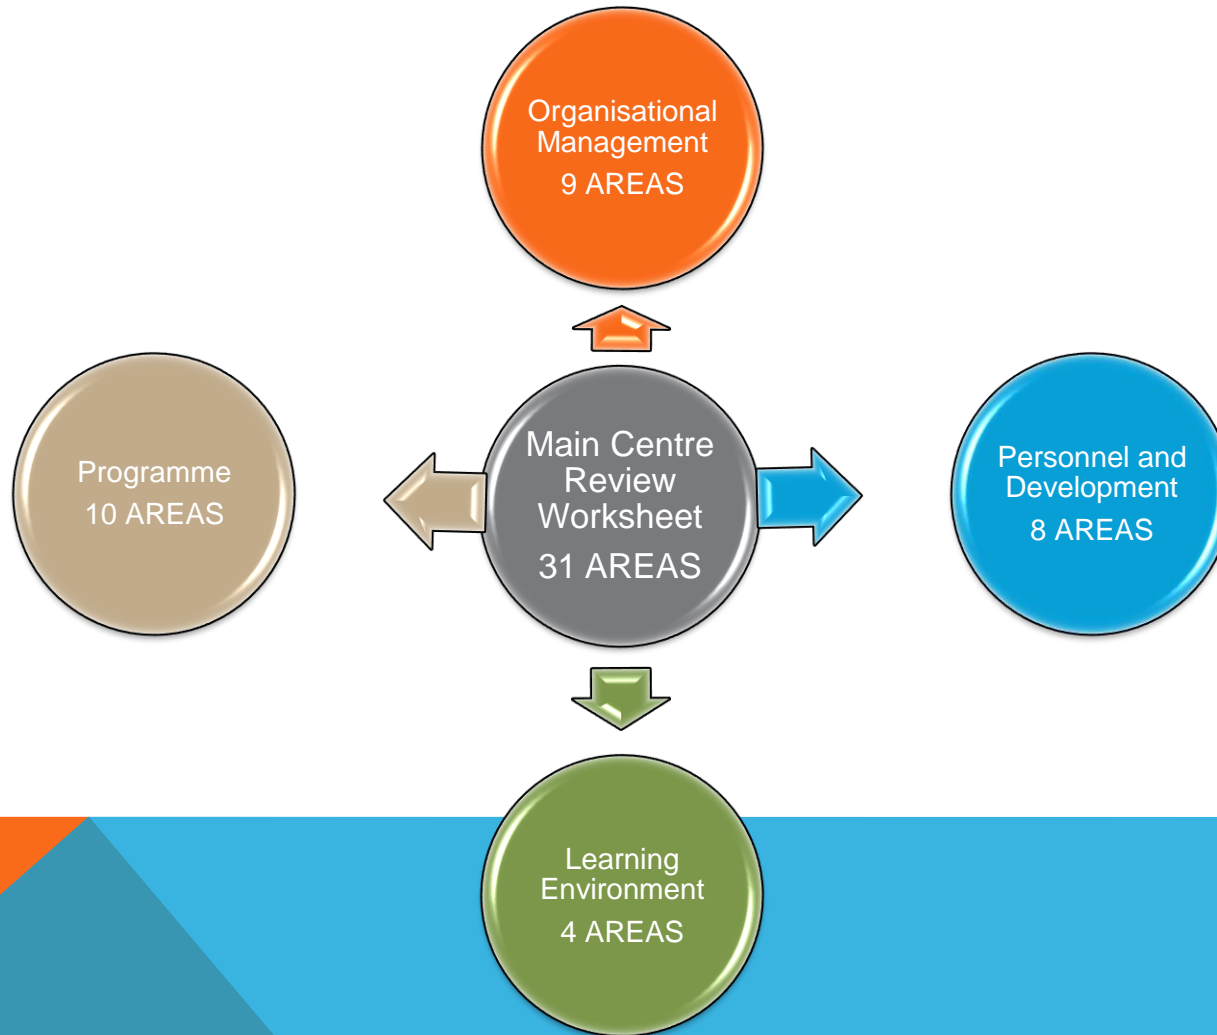 Organisational
Management
9 AREAS
Main Centre
Review
Worksheet
31 AREAS
Programme
10 AREAS
Personnel and
Development
8 AREAS
Learning
Environment
4 AREAS